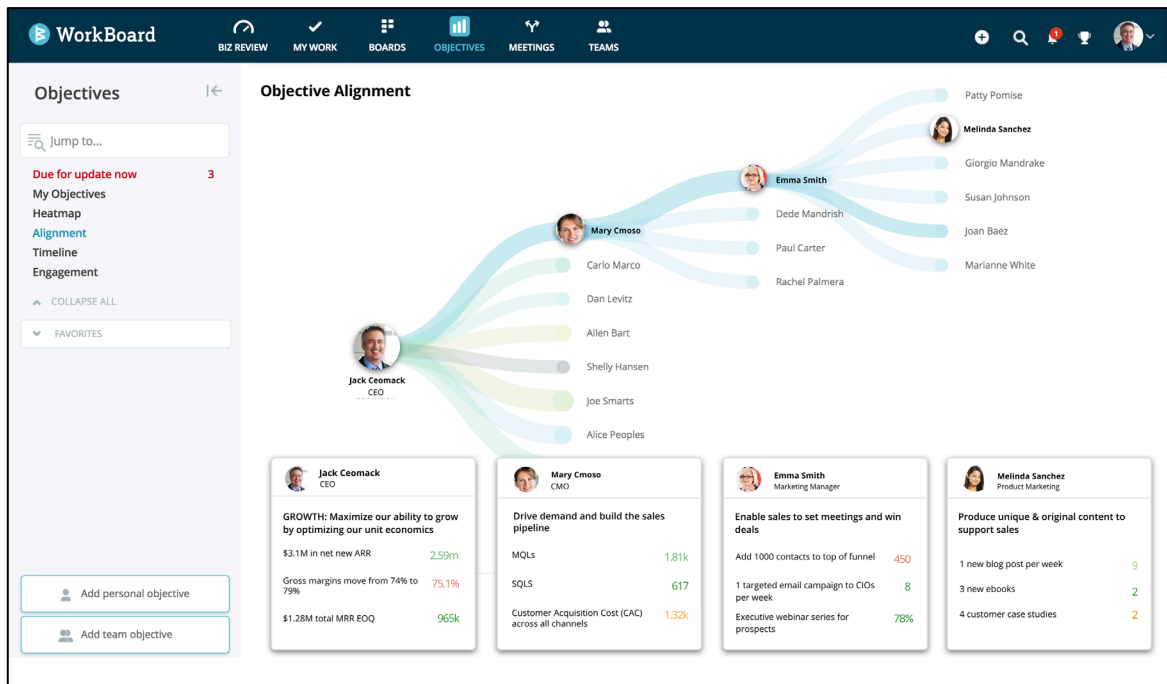 WorkBoard
BIZ REVIEW
MY WORK
BOARDS
OBJECTIVES
MEETINGS
TEAMS
1
Objectives
Jump to...
Due for update now 3
My Objectives
Heatmap
Alignment
Timeline
Engagement
COLLAPSE ALL
FAVORITES
Add personal objective
Add team objective
Objective Alignment
Jack Ceomack
CEO
Mary Cmoso
Carlo Marco
Dan Levitz
Allen Bart
Shelly Hansen
Joe Smarts
Alice Peoples
Emma Smith
Dede Mandrish
Paul Carter
Rachel Palmera
Patty Pomise
Melinda Sanchez
Giorgio Mandrake
Susan Johnson
Joan Baez
Marianne White
Jack Ceomack
CEO
GROWTH: Maximize our ability to grow
by optimizing our unit economics
$3.1M in net new ARR 2.59m
Gross margins move from 74% to
79% 75.1%
$1.28M total MRR EOQ 965k
Mary Cmoso
CMO
Drive demand and build the sales
pipeline
MQLs 1.81k
SQLS 617
Customer Acquisition Cost (CAC)
across all channels 1.32k
Emma Smith
Marketing Manager
Enable sales to set meetings and win
deals
Add 1000 contacts to top of funnel 450
1 targeted email campaign to CIOs
per week 8
Executive webinar series for
prospects 78%
Melinda Sanchez
Product Marketing
Produce unique & original content to
support sales
1 new blog post per week 9
3 new ebooks 2
4 customer case studies 2